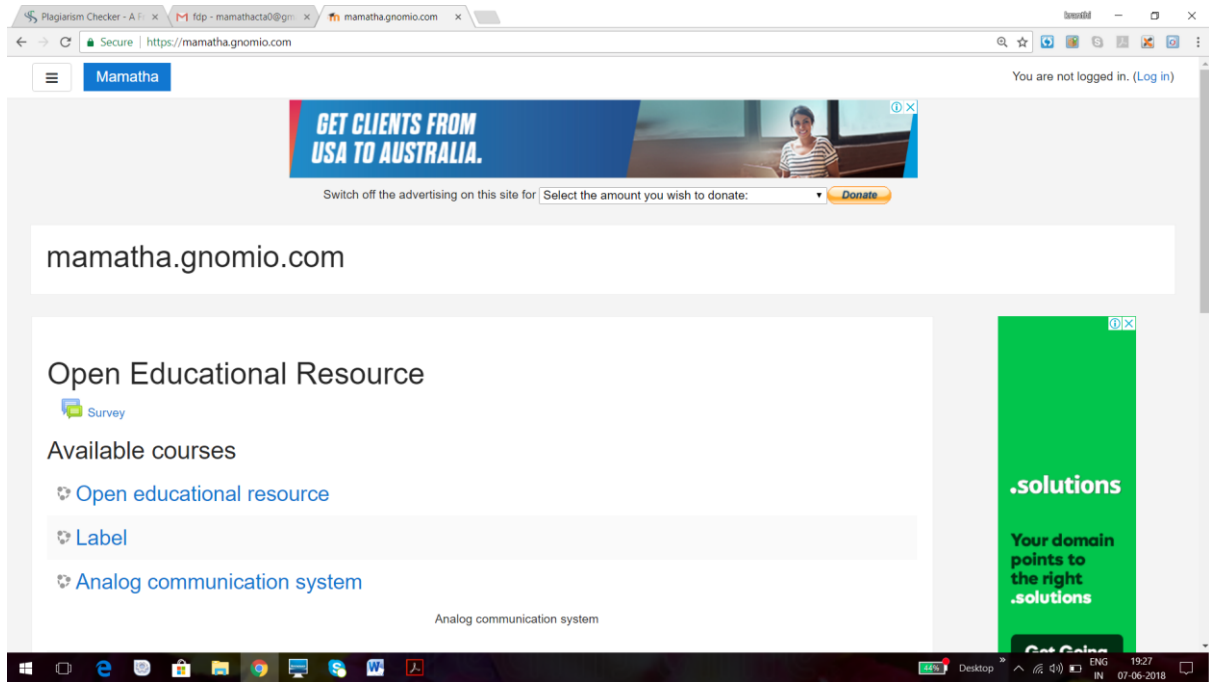 Plagiarism Checker - A Fr
fdp - mamathacta0@gm
mamatha.gnomio.com
Secure | https://mamatha.gnomio.com
Mamatha
You are not logged in. (Log in)
GET CLIENTS FROM
USA TO AUSTRALIA.
Switch off the advertising on this site for Select the amount you wish to donate: Donate
mamatha.gnomio.com
Open Educational Resource
Survey
Available courses
Open educational resource
Label
Analog communication system
Analog communication system
.solutions
Your domain
points to
the right
.solutions
Get Going
44%
Desktop
ENG
IN
19:27
07-06-2018